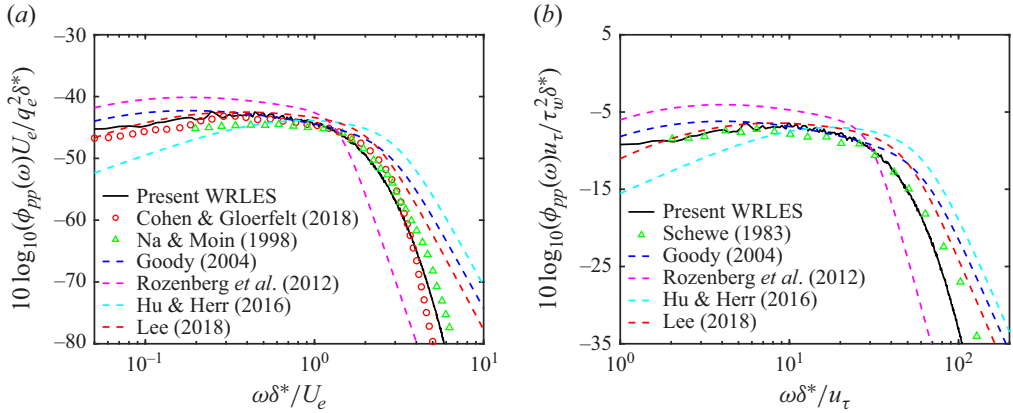 (a)
10 log10(ϕpp(ω)Ue/qe²δ*)
−30
−40
−50
−60
−70
−80
Present WRLES
Cohen & Gloerfelt (2018)
Na & Moin (1998)
Goody (2004)
Rozenberg et al. (2012)
Hu & Herr (2016)
Lee (2018)
10⁻¹ 10⁰ 10¹
ωδ*/Ue
(b)
10 log10(ϕpp(ω)uτ/τw²δ*)
5
−5
−15
−25
−35
Present WRLES
Schewe (1983)
Goody (2004)
Rozenberg et al. (2012)
Hu & Herr (2016)
Lee (2018)
10⁰ 10¹ 10²
ωδ*/uτ